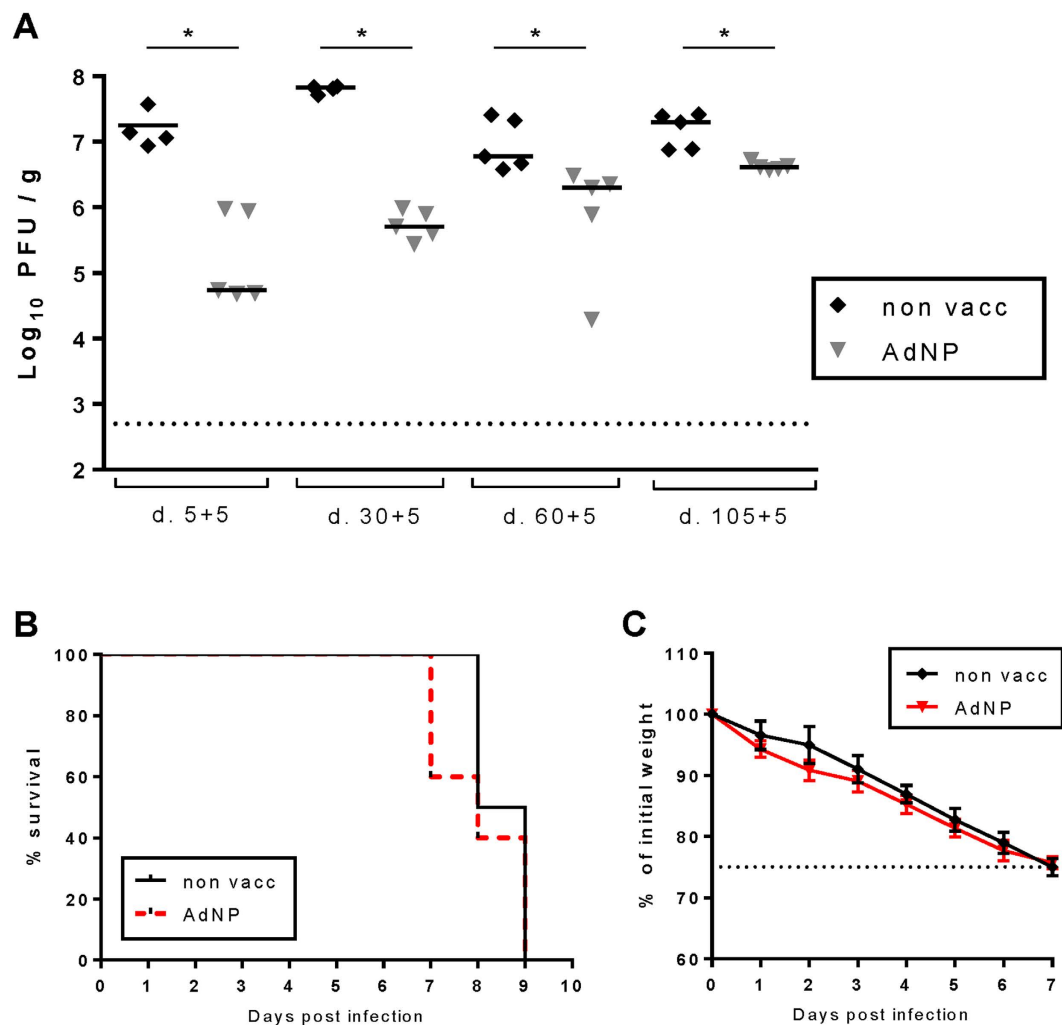 A
* * * *
Log10 PFU / g
8
7
6
5
4
3
2
non vacc
AdNP
d. 5+5 d. 30+5 d. 60+5 d. 105+5
B
% survival
100
80
60
40
20
0
non vacc
AdNP
0 1 2 3 4 5 6 7 8 9 10
Days post infection
C
% of initial weight
110
100
90
80
70
60
non vacc
AdNP
0 1 2 3 4 5 6 7
Days post infection